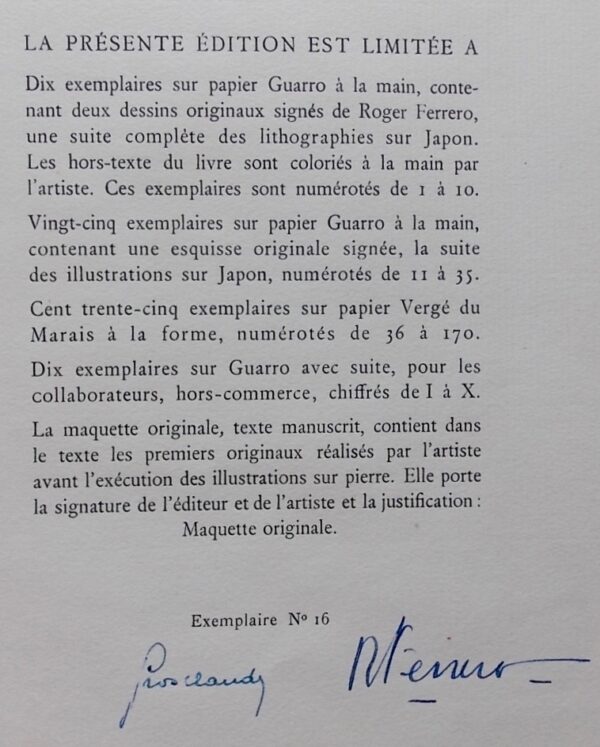 LA PRÉSENTE ÉDITION EST LIMITÉE A
Dix exemplaires sur papier Guarro à la main, conte-
nant deux dessins originaux signés de Roger Ferrero,
une suite complète des lithographies sur Japon.
Les hors-texte du livre sont coloriés à la main par
l'artiste. Ces exemplaires sont numérotés de 1 à 10.
Vingt-cinq exemplaires sur papier Guarro à la main,
contenant une esquisse originale signée, la suite
des illustrations sur Japon, numérotés de 11 à 35.
Cent trente-cinq exemplaires sur papier Vergé du
Marais à la forme, numérotés de 36 à 170.
Dix exemplaires sur Guarro avec suite, pour les
collaborateurs, hors-commerce, chiffrés de I à X.
La maquette originale, texte manuscrit, contient dans
le texte les premiers originaux réalisés par l'artiste
avant l'exécution des illustrations sur pierre. Elle porte
la signature de l'éditeur et de l'artiste et la justification :
Maquette originale.
Exemplaire Nº 16
Grosclaude RFerrero